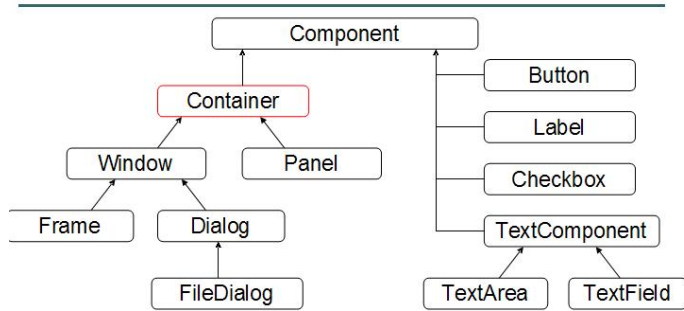 Component
Button
Container
Label
Window
Panel
Checkbox
Frame
Dialog
TextComponent
FileDialog
TextArea
TextField